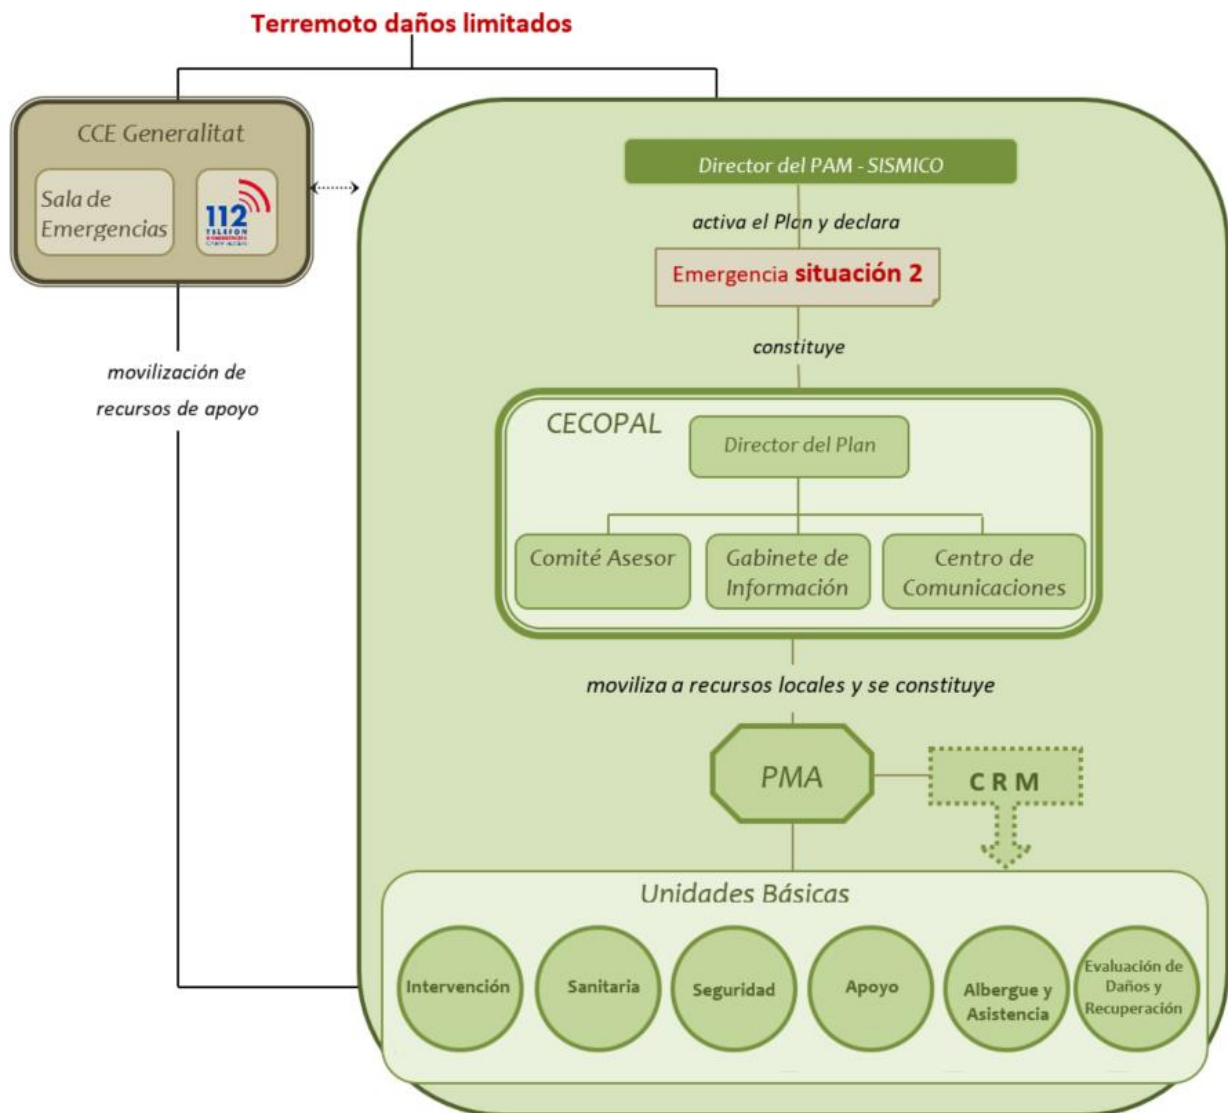 Terremoto daños limitados
CCE Generalitat
Sala de
Emergencias
112
Director del PAM - SISMICO
activa el Plan y declara
Emergencia situación 2
constituye
movilización de
recursos de apoyo
CECOPAL
Director del Plan
Comité Asesor
Gabinete de
Información
Centro de
Comunicaciones
moviliza a recursos locales y se constituye
PMA
C R M
Unidades Básicas
Intervención
Sanitaria
Seguridad
Apoyo
Albergue y
Asistencia
Evaluación de
Daños y
Recuperación